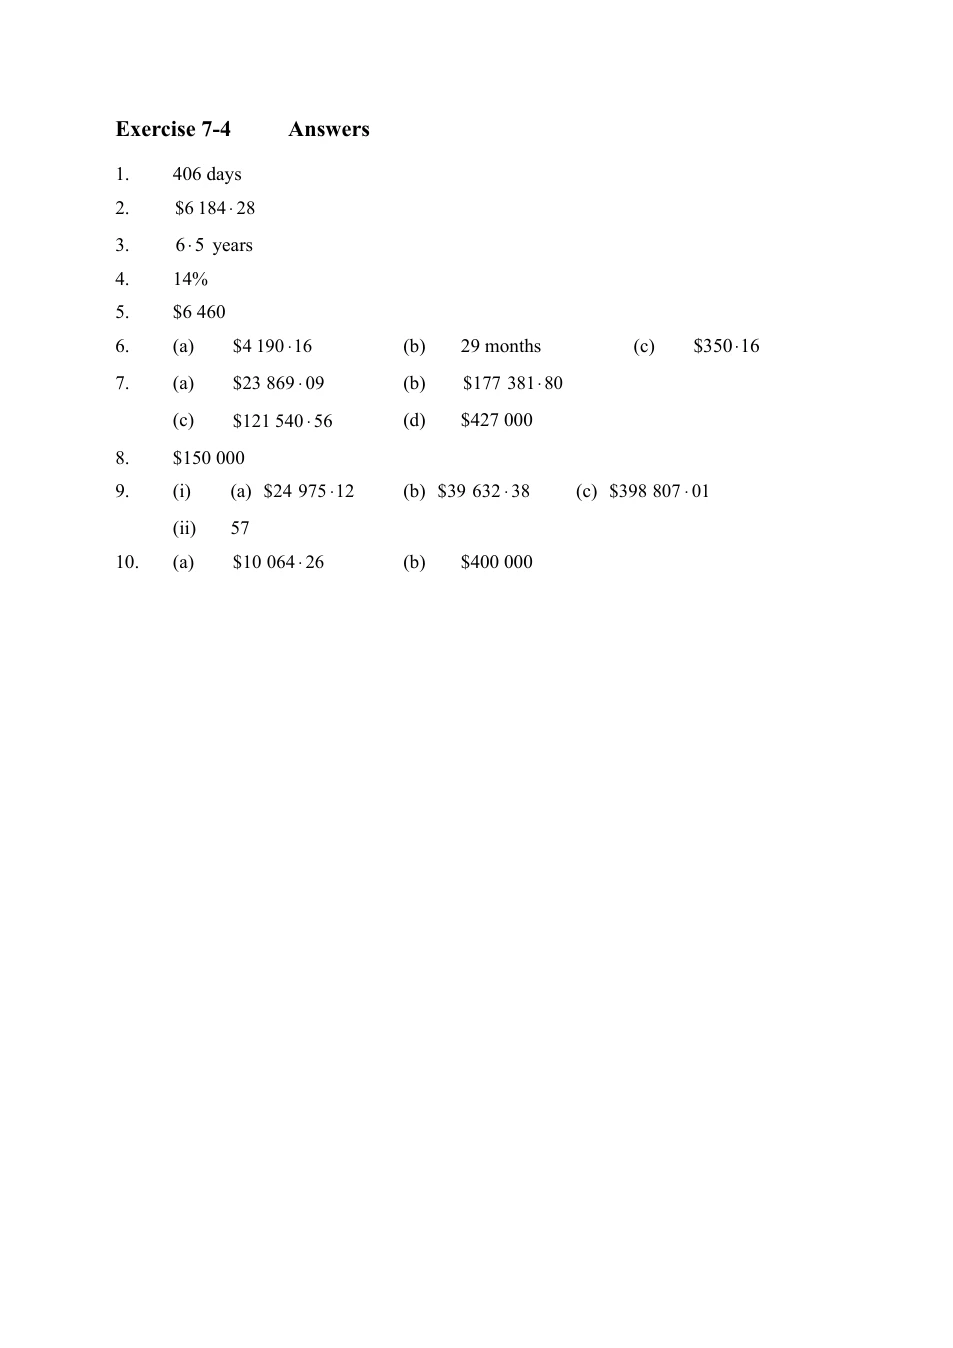 Exercise 7-4 Answers
1. 406 days
2. $6 184·28
3. 6·5 years
4. 14%
5. $6 460
6. (a) $4 190·16 (b) 29 months (c) $350·16
7. (a) $23 869·09 (b) $177 381·80
(c) $121 540·56 (d) $427 000
8. $150 000
9. (i) (a) $24 975·12 (b) $39 632·38 (c) $398 807·01
(ii) 57
10. (a) $10 064·26 (b) $400 000